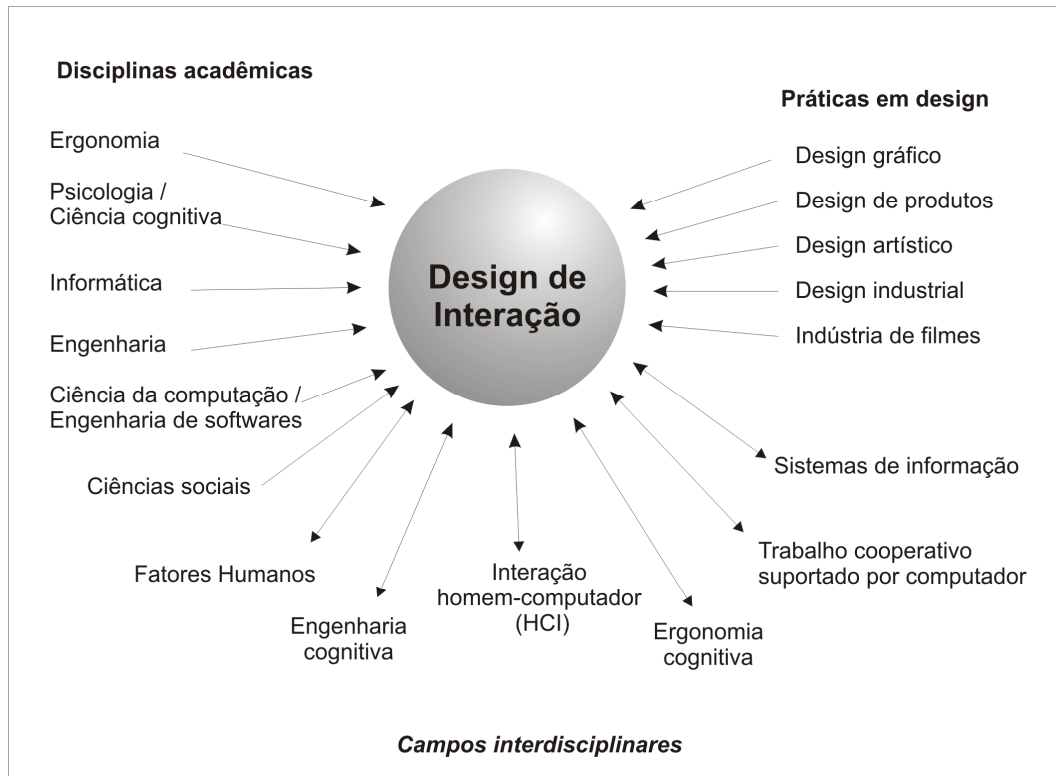 Disciplinas acadêmicas
Ergonomia
Psicologia /
Ciência cognitiva
Informática
Engenharia
Ciência da computação /
Engenharia de softwares
Ciências sociais
Design de
Interação
Práticas em design
Design gráfico
Design de produtos
Design artístico
Design industrial
Indústria de filmes
Fatores Humanos
Engenharia
cognitiva
Interação
homem-computador
(HCI)
Ergonomia
cognitiva
Trabalho cooperativo
suportado por computador
Sistemas de informação
Campos interdisciplinares